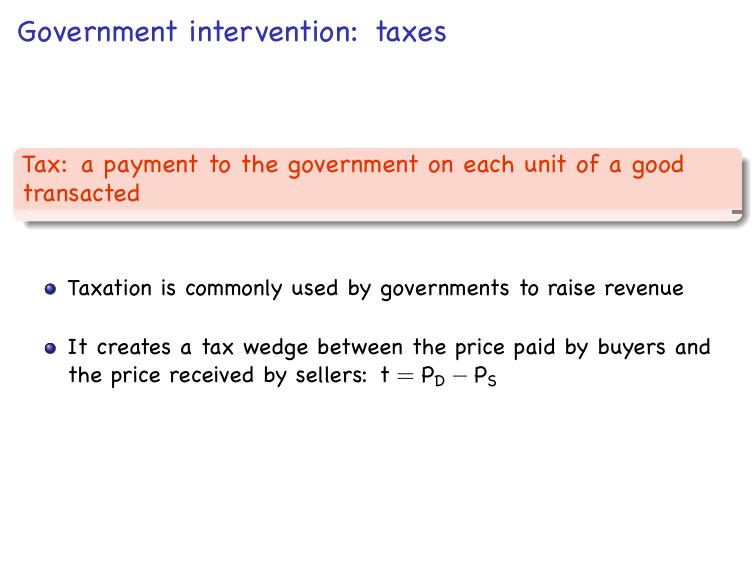 Government intervention: taxes
Tax: a payment to the government on each unit of a good
transacted
Taxation is commonly used by governments to raise revenue
It creates a tax wedge between the price paid by buyers and
the price received by sellers: t = P_D − P_S